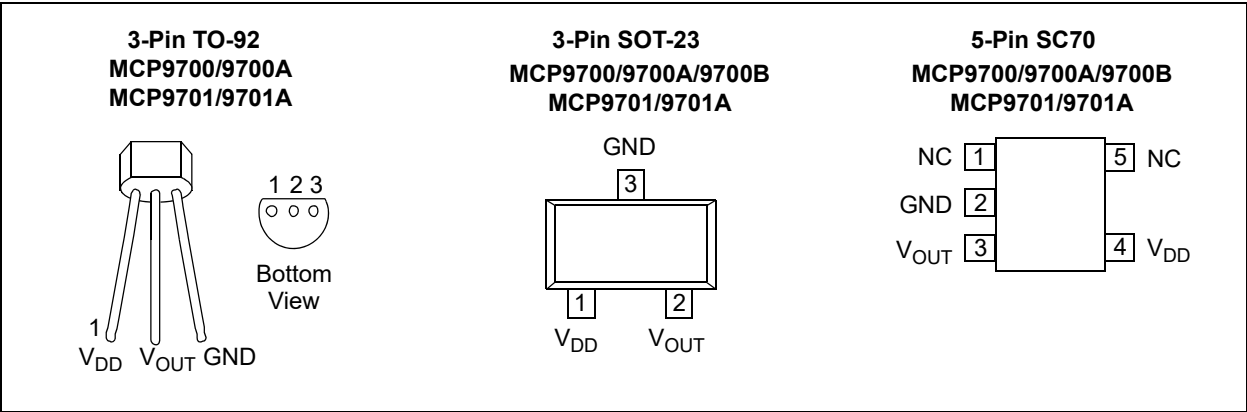 3-Pin TO-92
MCP9700/9700A
MCP9701/9701A
1 2 3
Bottom
View
1
VDD VOUT GND
3-Pin SOT-23
MCP9700/9700A/9700B
MCP9701/9701A
GND
3
1 2
VDD VOUT
5-Pin SC70
MCP9700/9700A/9700B
MCP9701/9701A
NC 1 5 NC
GND 2
VOUT 3 4 VDD